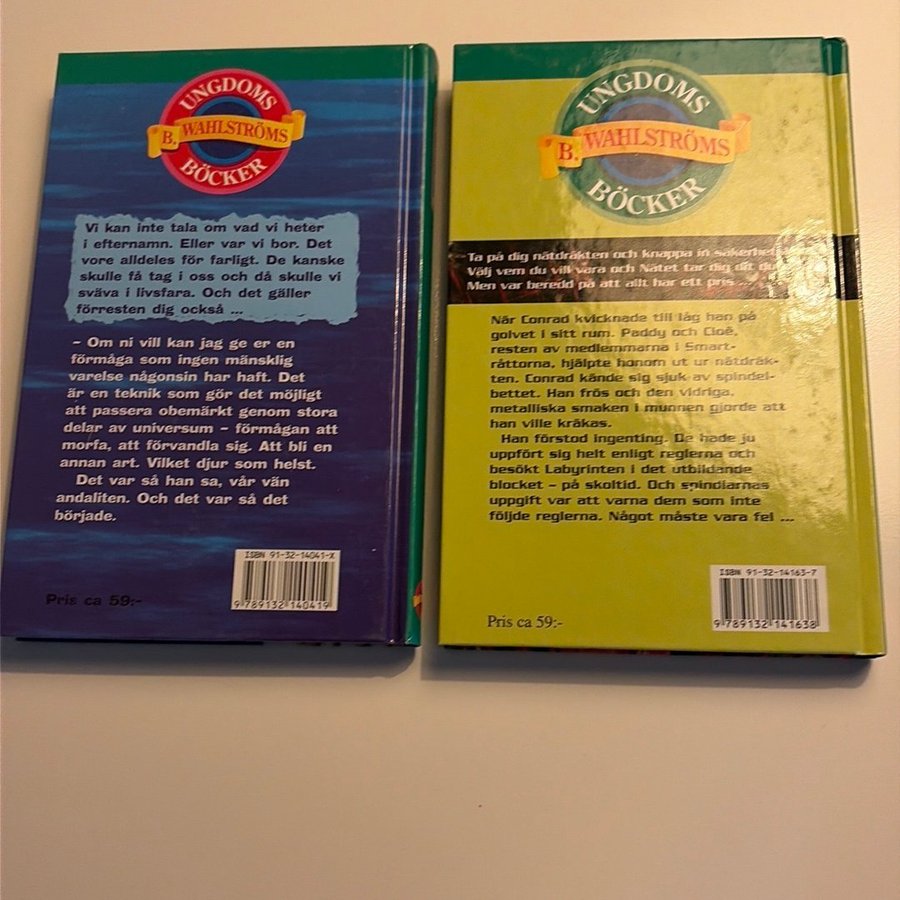 UNGDOMS
B. WAHLSTRÖMS
BÖCKER
Vi kan inte tala om vad vi heter
i efternamn. Eller var vi bor. Det
vore alldeles för farligt. De kanske
skulle få tag i oss och då skulle vi
sväva i livsfara. Och det gäller
förresten dig också ...
– Om ni vill kan jag ge er en
förmåga som ingen mänsklig
varelse någonsin har haft. Det
är en teknik som gör det möjligt
att passera obemärkt genom stora
delar av universum – förmågan att
morfa, att förvandla sig. Att bli en
annan art. Vilket djur som helst.
Det var så han sa, vår vän
andaliten. Och det var så det
började.
Pris ca 59:-
ISBN 91-32-14041-X
9 789132 140419
UNGDOMS
B. WAHLSTRÖMS
BÖCKER
Ta på dig nätdräkten och knappa in säkerhet
Välj vem du vill vara och Nätet tar dig dit du
Men var beredd på att allt har ett pris ...
När Conrad kvicknade till låg han på
golvet i sitt rum. Paddy och Cloë,
resten av medlemmarna i Smart-
råttorna, hjälpte honom ut ur nätdräk-
ten. Conrad kände sig sjuk av spindel-
bettet. Han frös och den vidriga,
metalliska smaken i munnen gjorde att
han ville kräkas.
Han förstod ingenting. De hade ju
uppfört sig helt enligt reglerna och
besökt Labyrinten i det utbildande
blocket – på skoltid. Och spindlarnas
uppgift var att varna dem som inte
följde reglerna. Något måste vara fel ...
Pris ca 59:-
ISBN 91-32-14163-7
9 789132 141638